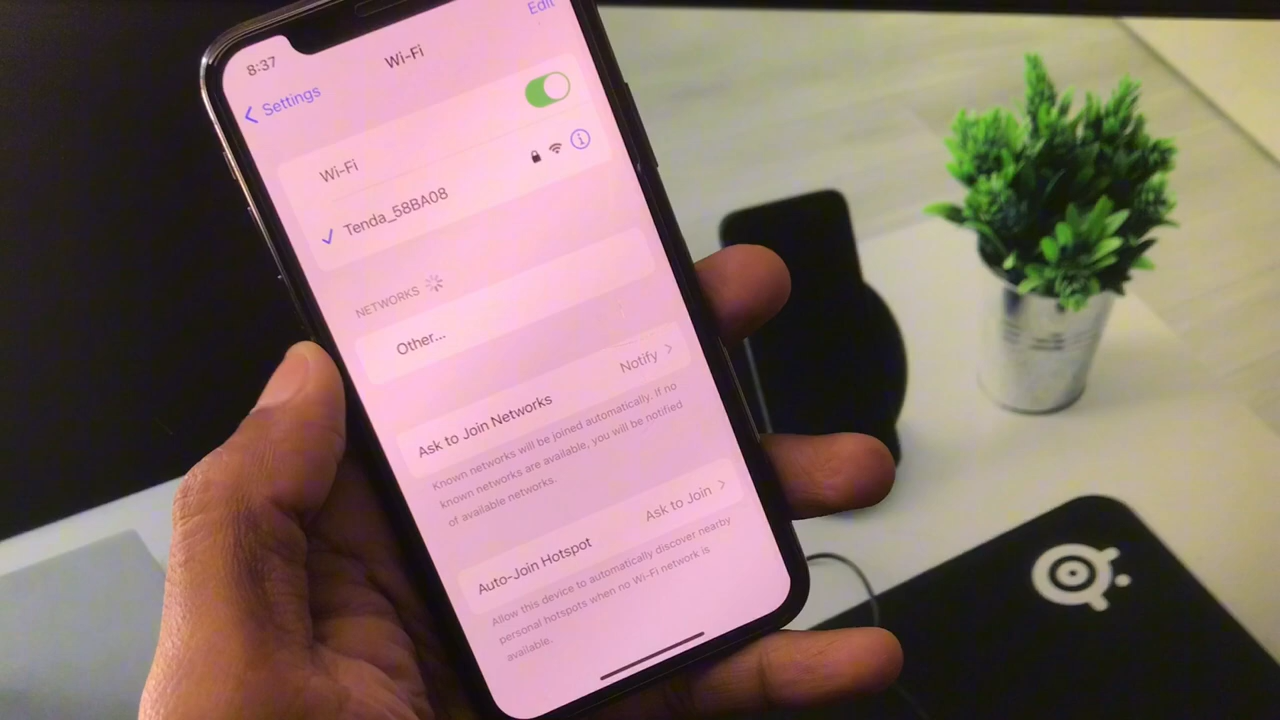 8:37
Wi-Fi
Edit
Settings
Wi-Fi
Tenda_58BA08
NETWORKS
Other...
Ask to Join Networks
Notify
Known networks will be joined automatically. If no
known networks are available, you will be notified
of available networks.
Auto-Join Hotspot
Ask to Join
Allow this device to automatically discover nearby
personal hotspots when no Wi-Fi network is
available.